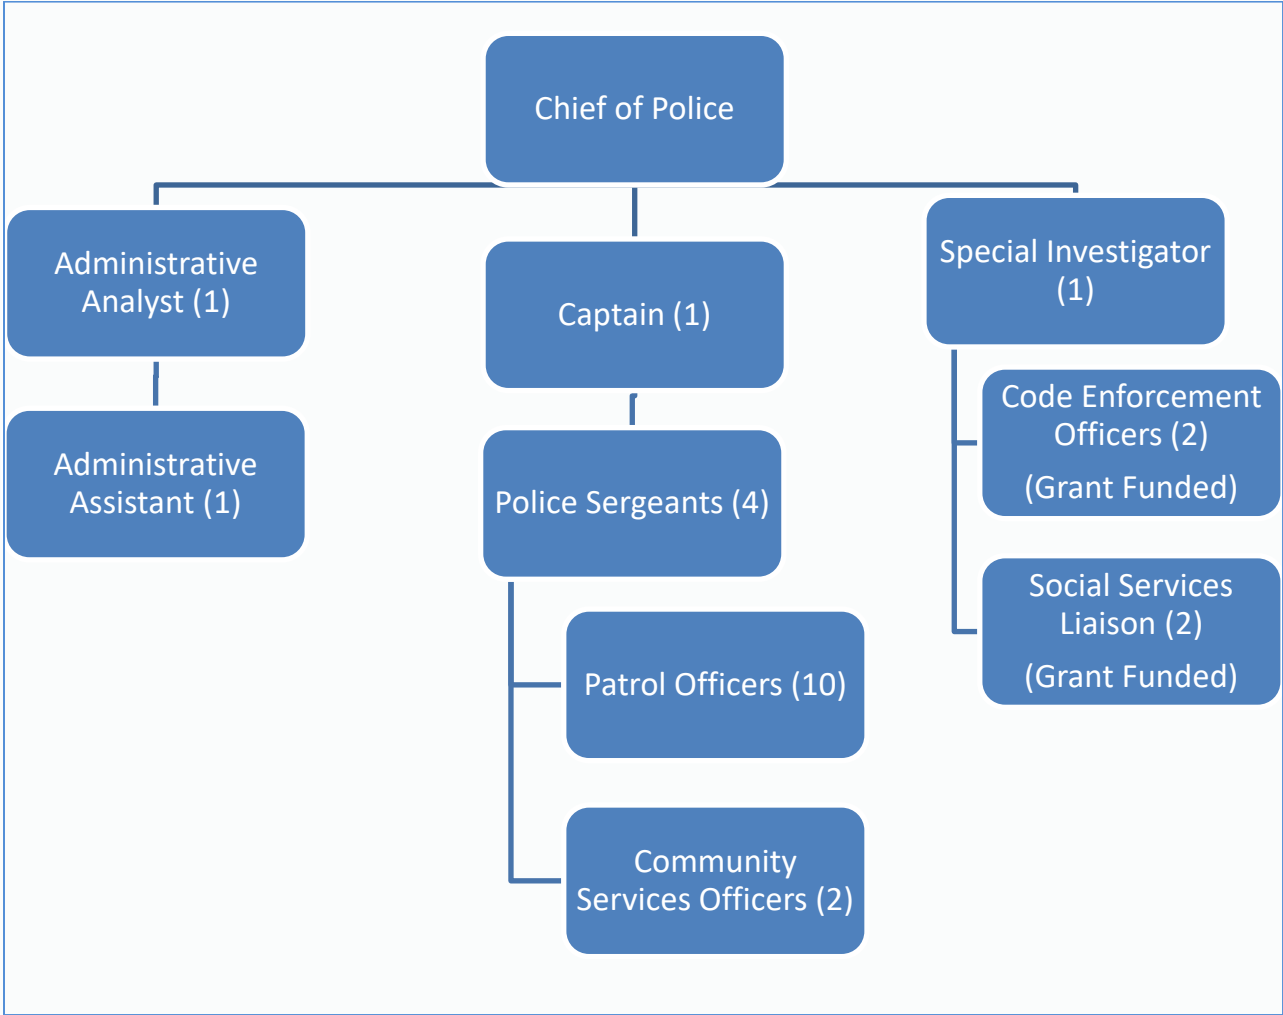 Chief of Police
Administrative
Analyst (1)
Administrative
Assistant (1)
Captain (1)
Police Sergeants (4)
Patrol Officers (10)
Community
Services Officers (2)
Special Investigator
(1)
Code Enforcement
Officers (2)
(Grant Funded)
Social Services
Liaison (2)
(Grant Funded)